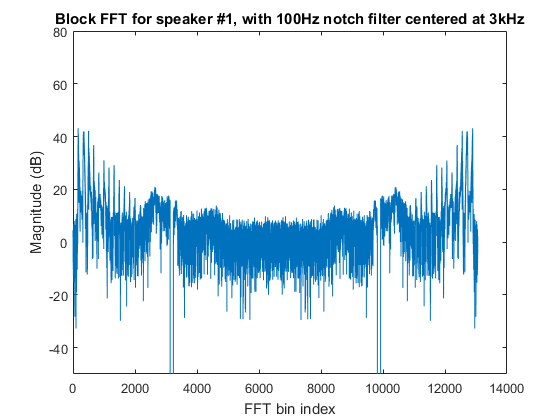 Block FFT for speaker #1, with 100Hz notch filter centered at 3kHz
80
60
40
20
0
-20
-40
Magnitude (dB)
0 2000 4000 6000 8000 10000 12000 14000
FFT bin index